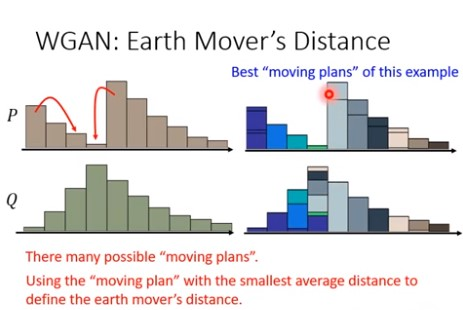 WGAN: Earth Mover's Distance
Best "moving plans" of this example
P
Q
There many possible "moving plans".
Using the "moving plan" with the smallest average distance to
define the earth mover's distance.